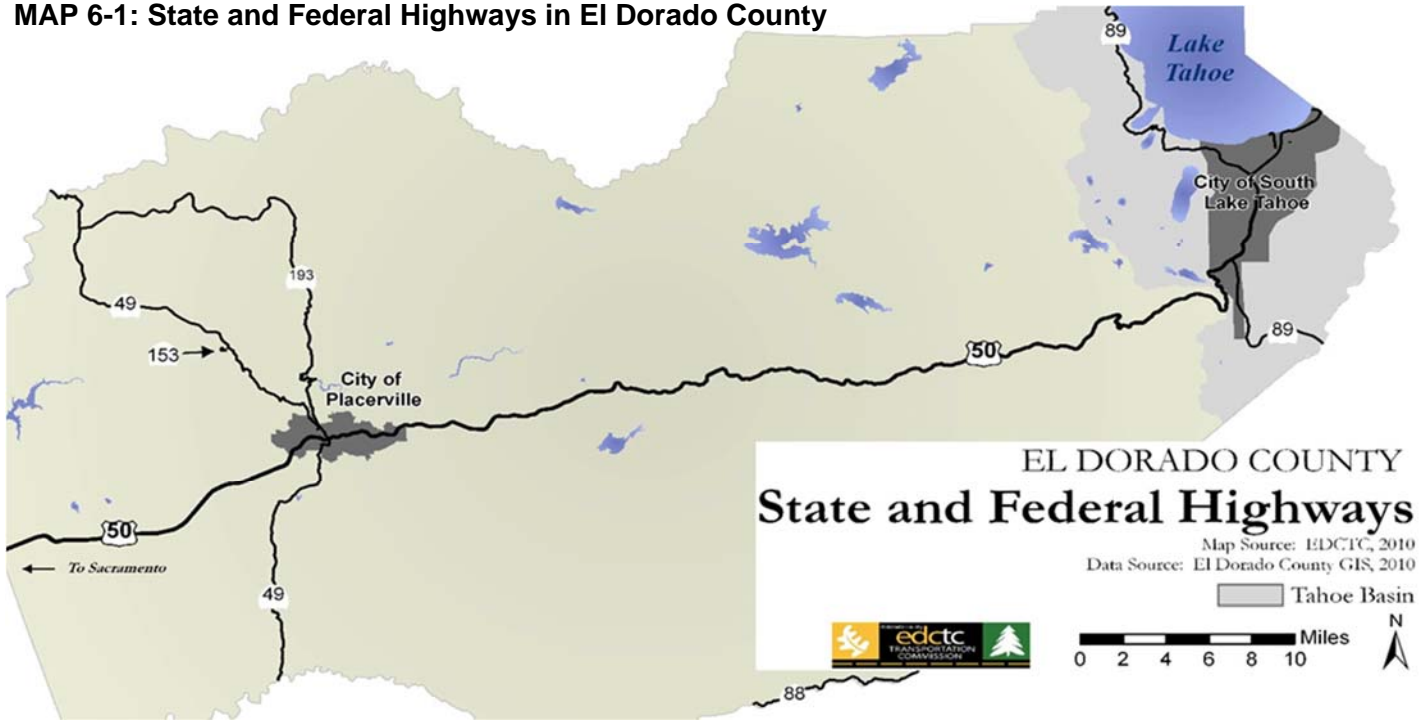 MAP 6-1: State and Federal Highways in El Dorado County
89
Lake
Tahoe
City of South
Lake Tahoe
193
49
153
City of
Placerville
50
89
50
To Sacramento
49
88
EL DORADO COUNTY
State and Federal Highways
Map Source: EDCTC, 2010
Data Source: El Dorado County GIS, 2010
Tahoe Basin
N
Miles
0 2 4 6 8 10
edctc
TRANSPORTATION
COMMISSION